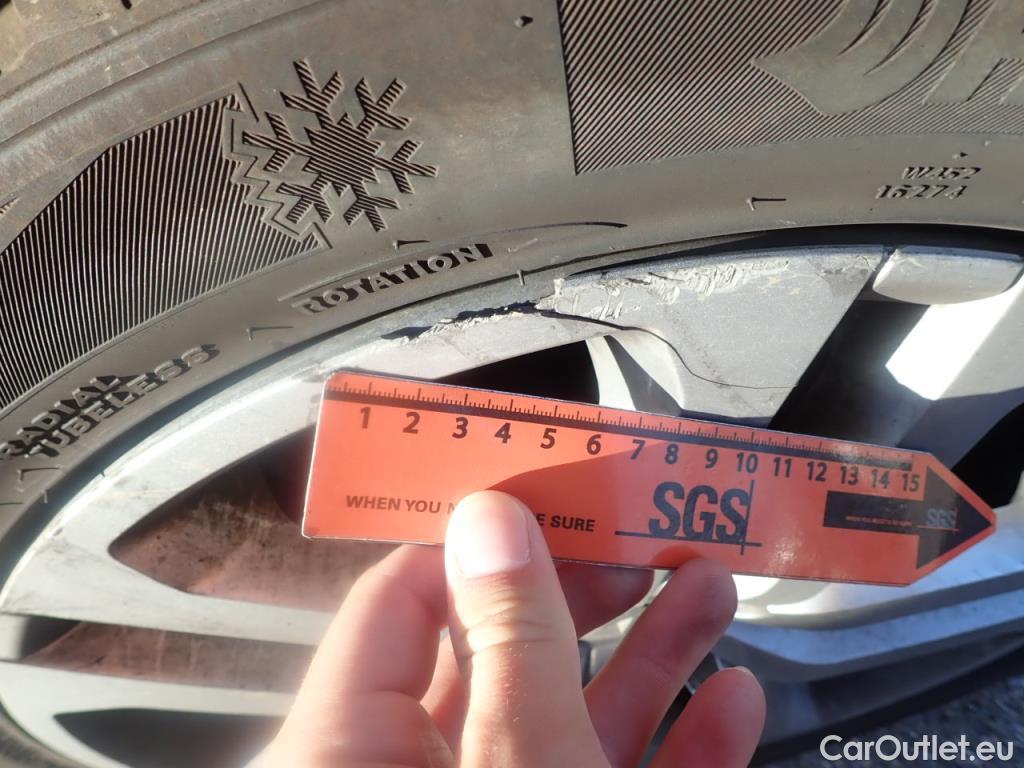 W452
16274
ROTATION
RADIAL
TUBELESS
1 2 3 4 5 6 7 8 9 10 11 12 13 14 15
WHEN YOU SURE
SGS
SGS
CarOutlet.eu